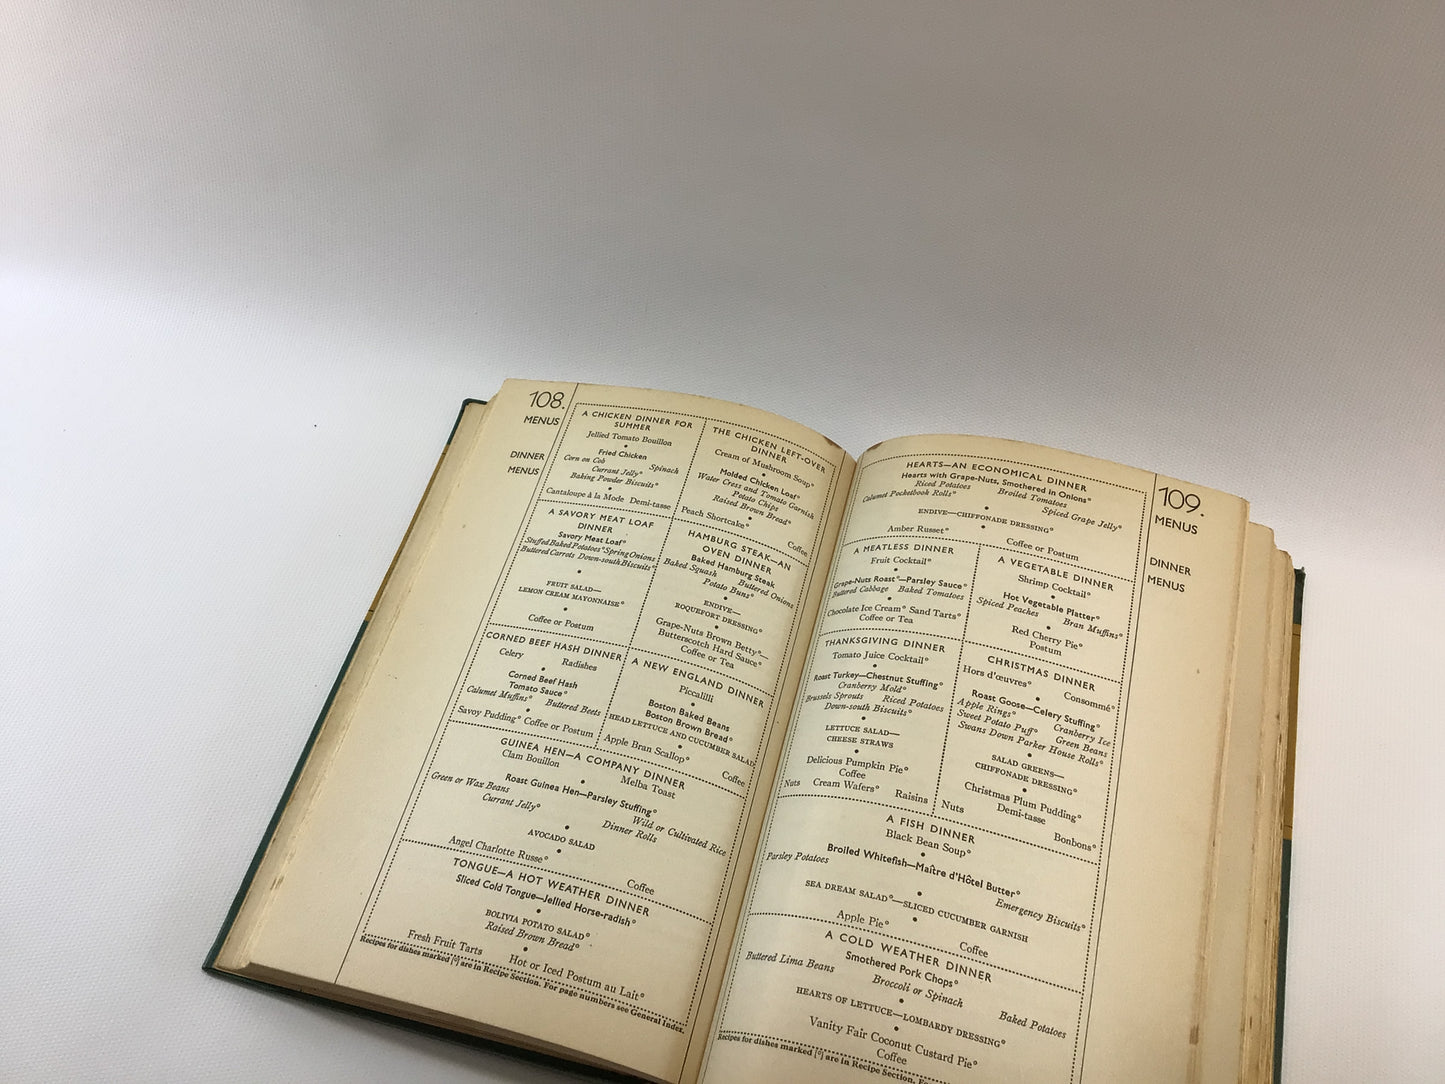 108.
MENUS
DINNER
MENUS
A CHICKEN DINNER FOR
SUMMER
Jellied Tomato Bouillon
Fried Chicken
Corn on Cob Spinach
Currant Jelly°
Baking Powder Biscuits°
Cantaloupe à la Mode Demi-tasse
THE CHICKEN LEFT-OVER
DINNER
Cream of Mushroom Soup°
Molded Chicken Loaf°
Water Cress and Tomato Garnish
Potato Chips
Raised Brown Bread°
Peach Shortcake° Coffee
A SAVORY MEAT LOAF
DINNER
Savory Meat Loaf°
Stuffed Baked Potatoes° Spring Onions
Buttered Carrots Down-south Biscuits°
FRUIT SALAD—
LEMON CREAM MAYONNAISE°
Coffee or Postum
HAMBURG STEAK—AN
OVEN DINNER
Baked Hamburg Steak
Baked Squash Buttered Onions
Potato Buns°
ENDIVE—
ROQUEFORT DRESSING°
Grape-Nuts Brown Betty°—
Butterscotch Hard Sauce°
Coffee or Tea
CORNED BEEF HASH DINNER
Celery Radishes
Corned Beef Hash
Tomato Sauce°
Calumet Muffins° Buttered Beets
Savoy Pudding° Coffee or Postum
A NEW ENGLAND DINNER
Piccalilli
Boston Baked Beans
Boston Brown Bread°
HEAD LETTUCE AND CUCUMBER SALAD
Apple Bran Scallop°
Coffee
GUINEA HEN—A COMPANY DINNER
Clam Bouillon Melba Toast
Roast Guinea Hen—Parsley Stuffing°
Green or Wax Beans Wild or Cultivated Rice
Currant Jelly° Dinner Rolls
AVOCADO SALAD
Angel Charlotte Russe° Coffee
TONGUE—A HOT WEATHER DINNER
Sliced Cold Tongue—Jellied Horse-radish°
BOLIVIA POTATO SALAD°
Raised Brown Bread°
Fresh Fruit Tarts Hot or Iced Postum au Lait°
Recipes for dishes marked [°] are in Recipe Section. For page numbers see General Index.
109.
MENUS
DINNER
MENUS
HEARTS—AN ECONOMICAL DINNER
Hearts with Grape-Nuts, Smothered in Onions°
Riced Potatoes Broiled Tomatoes
Calumet Pocketbook Rolls° Spiced Grape Jelly°
ENDIVE—CHIFFONADE DRESSING°
Amber Russet° Coffee or Postum
A MEATLESS DINNER
Fruit Cocktail°
Grape-Nuts Roast°—Parsley Sauce°
Buttered Cabbage Baked Tomatoes
Chocolate Ice Cream° Sand Tarts°
Coffee or Tea
A VEGETABLE DINNER
Shrimp Cocktail°
Hot Vegetable Platter°
Spiced Peaches Bran Muffins°
Red Cherry Pie°
Postum
THANKSGIVING DINNER
Tomato Juice Cocktail°
Roast Turkey—Chestnut Stuffing°
Cranberry Mold°
Brussels Sprouts Riced Potatoes
Down-south Biscuits°
LETTUCE SALAD—
CHEESE STRAWS
Delicious Pumpkin Pie°
Coffee
Nuts Cream Wafers° Raisins
CHRISTMAS DINNER
Hors d'œuvres° Consommé°
Roast Goose—Celery Stuffing°
Apple Rings° Cranberry Ice
Sweet Potato Puff° Green Beans
Swans Down Parker House Rolls°
SALAD GREENS—
CHIFFONADE DRESSING°
Christmas Plum Pudding°
Demi-tasse
Nuts Bonbons°
A FISH DINNER
Black Bean Soup°
Broiled Whitefish—Maître d'Hôtel Butter°
Parsley Potatoes Emergency Biscuits°
SEA DREAM SALAD°—SLICED CUCUMBER GARNISH
Apple Pie° Coffee
A COLD WEATHER DINNER
Smothered Pork Chops°
Buttered Lima Beans Broccoli or Spinach
Baked Potatoes
HEARTS OF LETTUCE—LOMBARDY DRESSING°
Vanity Fair Coconut Custard Pie°
Coffee
Recipes for dishes marked [°] are in Recipe Section.